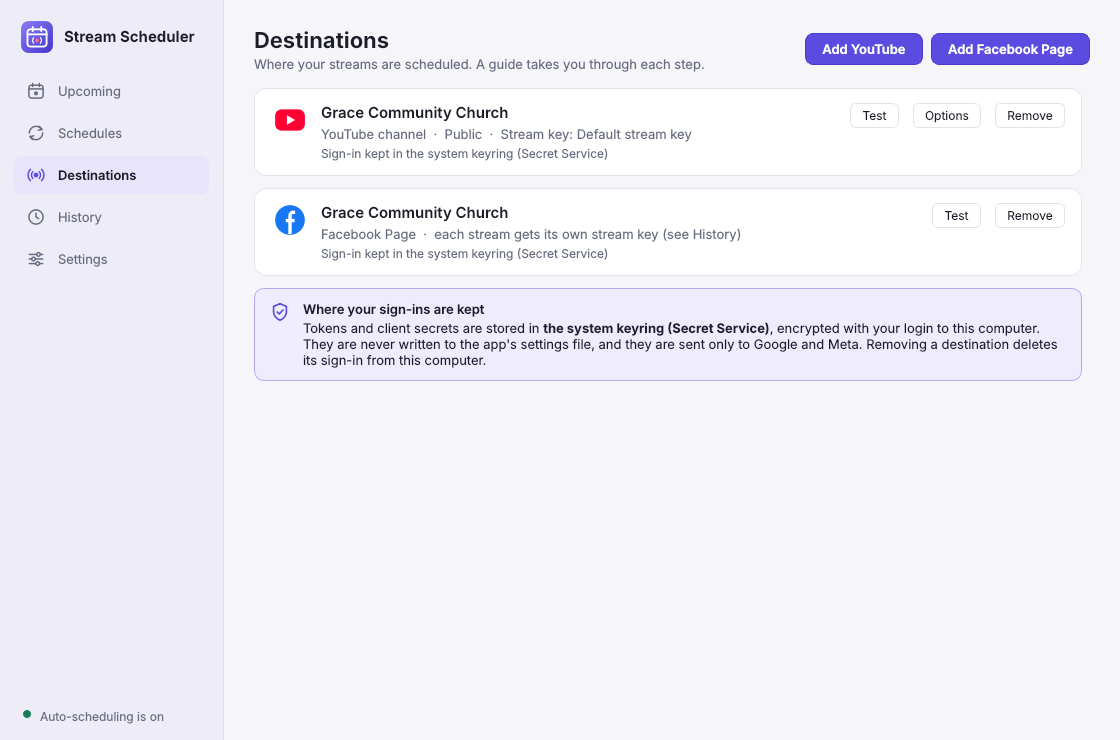 Stream Scheduler
Upcoming
Schedules
Destinations
History
Settings
Auto-scheduling is on
Destinations
Where your streams are scheduled. A guide takes you through each step.
Add YouTube
Add Facebook Page
Grace Community Church
YouTube channel · Public · Stream key: Default stream key
Sign-in kept in the system keyring (Secret Service)
Test
Options
Remove
Grace Community Church
Facebook Page · each stream gets its own stream key (see History)
Sign-in kept in the system keyring (Secret Service)
Test
Remove
Where your sign-ins are kept
Tokens and client secrets are stored in the system keyring (Secret Service), encrypted with your login to this computer.
They are never written to the app's settings file, and they are sent only to Google and Meta. Removing a destination deletes
its sign-in from this computer.